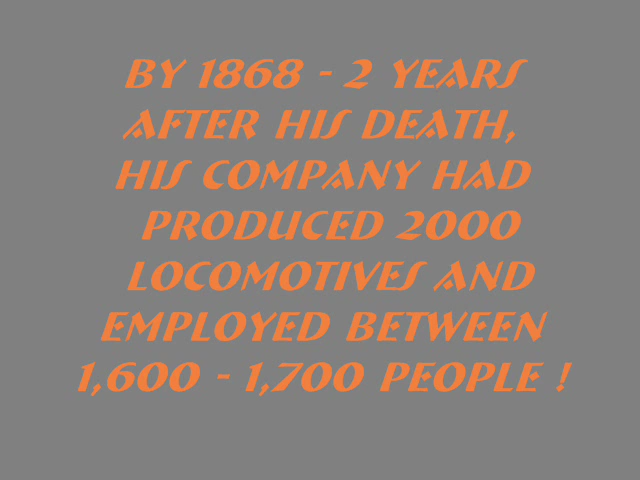 BY 1868 - 2 YEARS
AFTER HIS DEATH,
HIS COMPANY HAD
PRODUCED 2000
LOCOMOTIVES AND
EMPLOYED BETWEEN
1,600 - 1,700 PEOPLE !